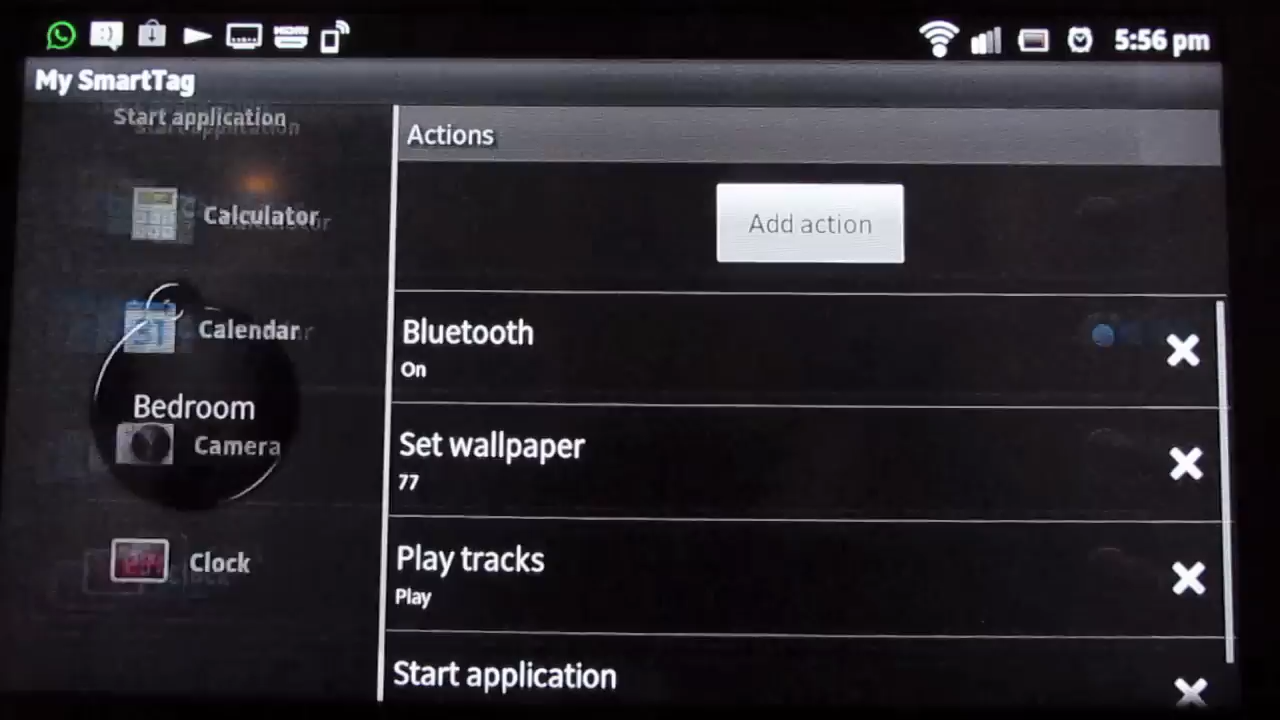 5:56 pm
My SmartTag
Start application
Calculator
Calendar
Bedroom
Camera
Clock
Actions
Add action
Bluetooth
On
Set wallpaper
77
Play tracks
Play
Start application